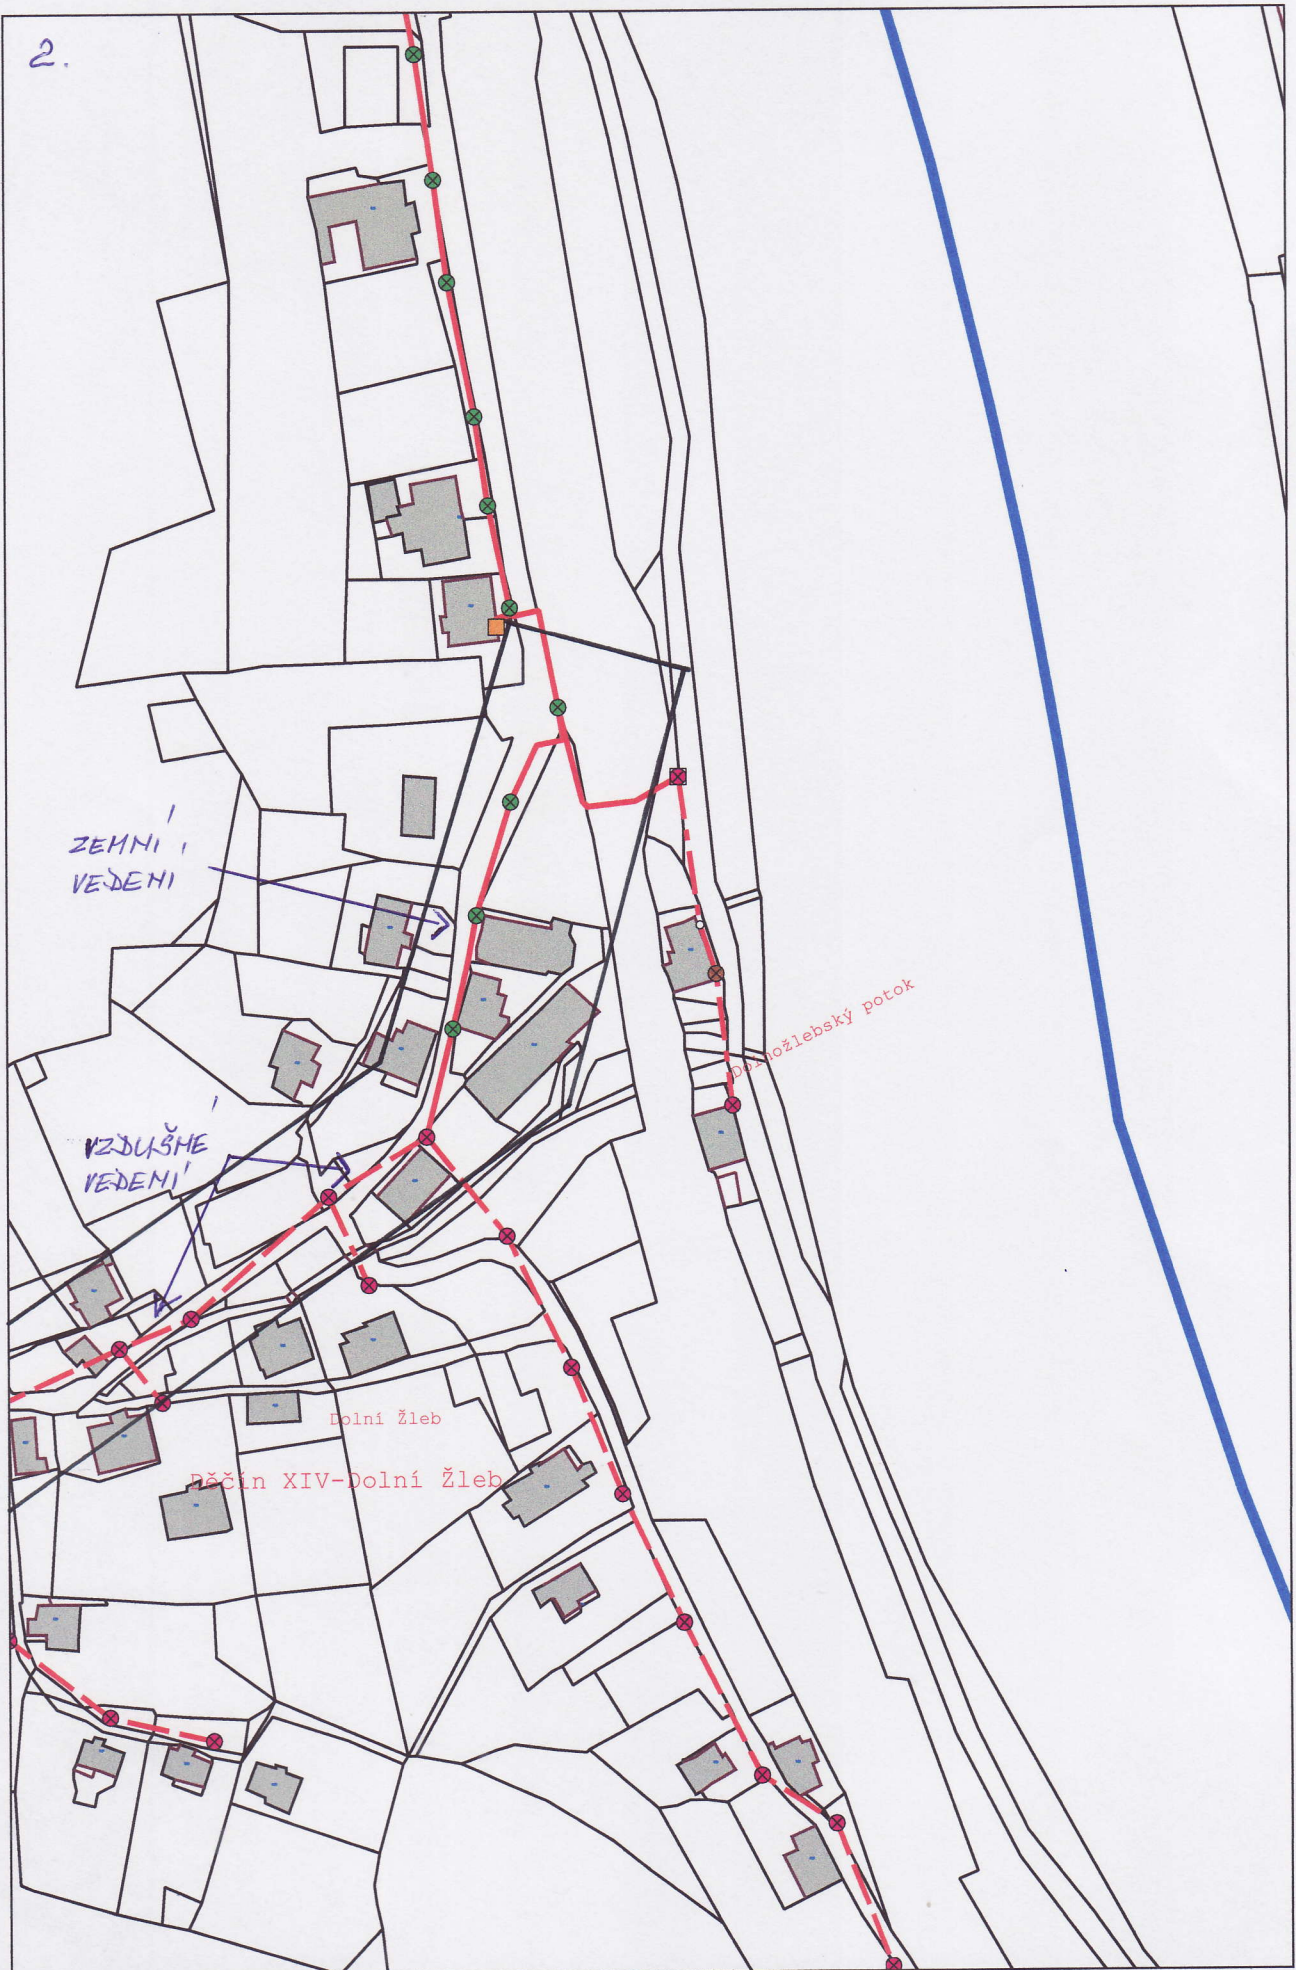 2.
ZEMNÍ
VEDENÍ
Dolnožlebský potok
VZDUŠNÉ
VEDENÍ
Dolní Žleb
Děčín XIV-Dolní Žleb